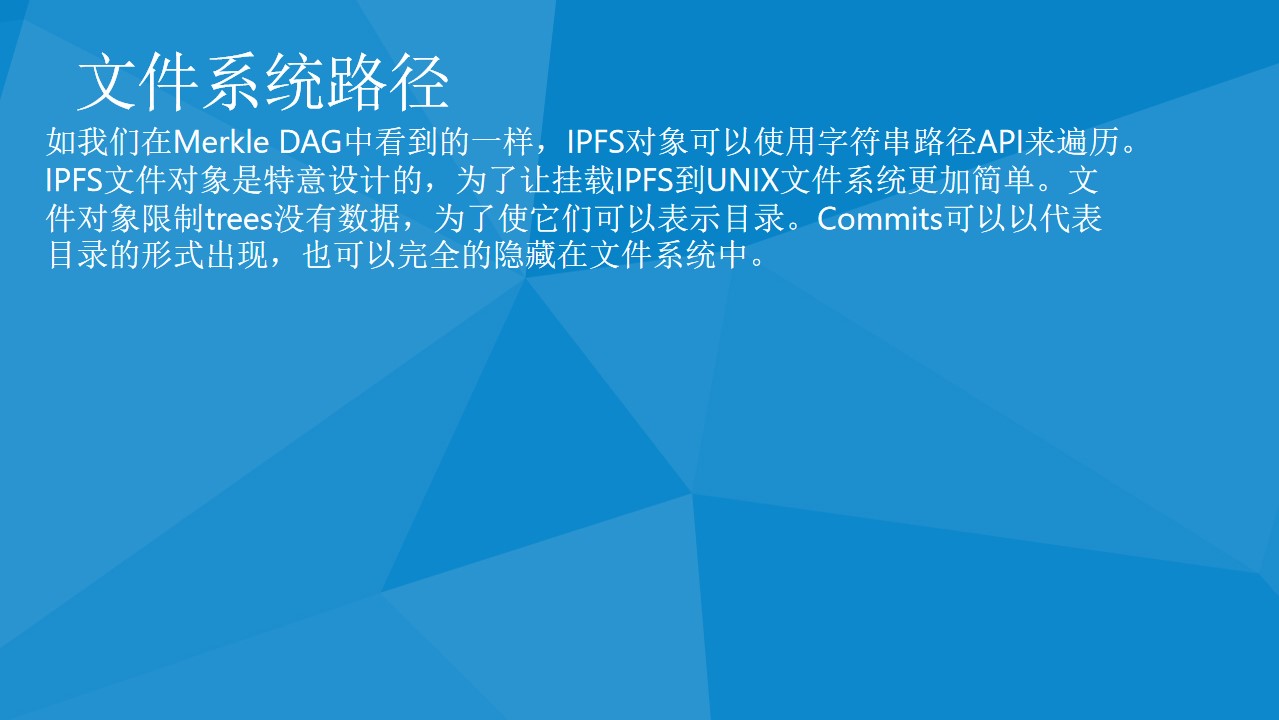 文件系统路径
如我们在Merkle DAG中看到的一样，IPFS对象可以使用字符串路径API来遍历。
IPFS文件对象是特意设计的，为了让挂载IPFS到UNIX文件系统更加简单。文
件对象限制trees没有数据，为了使它们可以表示目录。Commits可以以代表
目录的形式出现，也可以完全的隐藏在文件系统中。